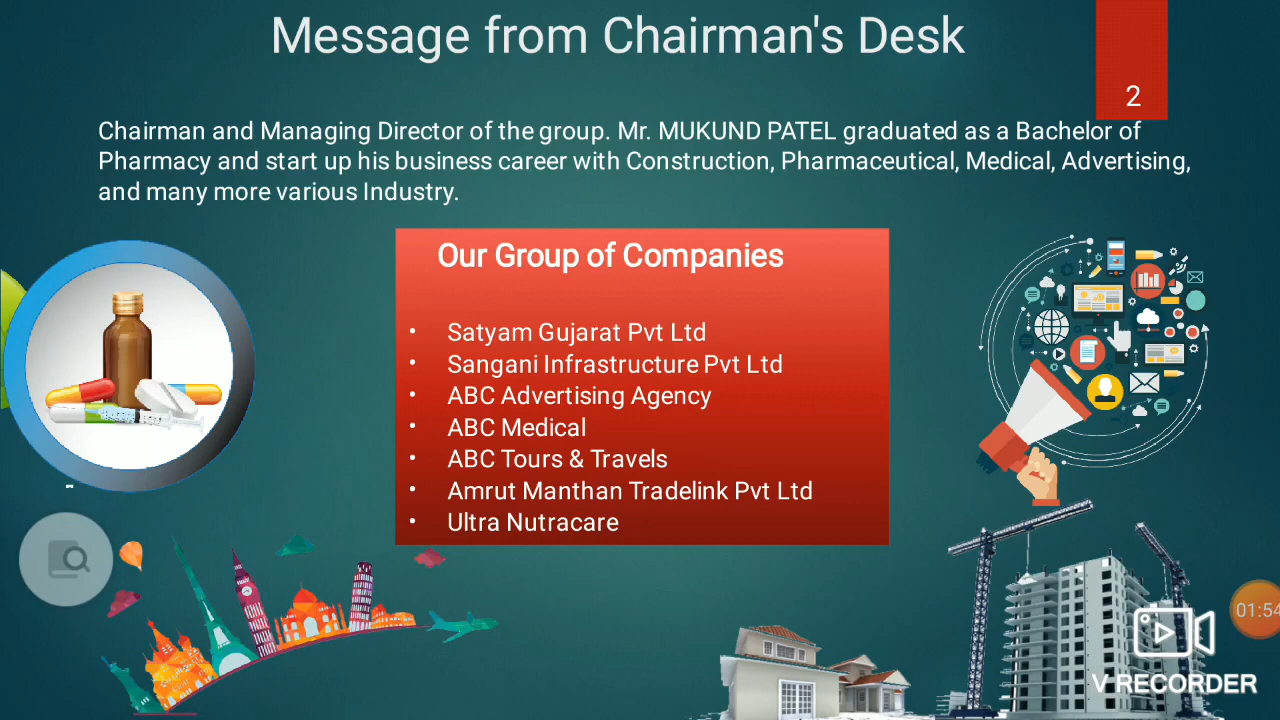 Message from Chairman's Desk
2
Chairman and Managing Director of the group. Mr. MUKUND PATEL graduated as a Bachelor of
Pharmacy and start up his business career with Construction, Pharmaceutical, Medical, Advertising,
and many more various Industry.
Our Group of Companies
• Satyam Gujarat Pvt Ltd
• Sangani Infrastructure Pvt Ltd
• ABC Advertising Agency
• ABC Medical
• ABC Tours & Travels
• Amrut Manthan Tradelink Pvt Ltd
• Ultra Nutracare
01:54
V RECORDER